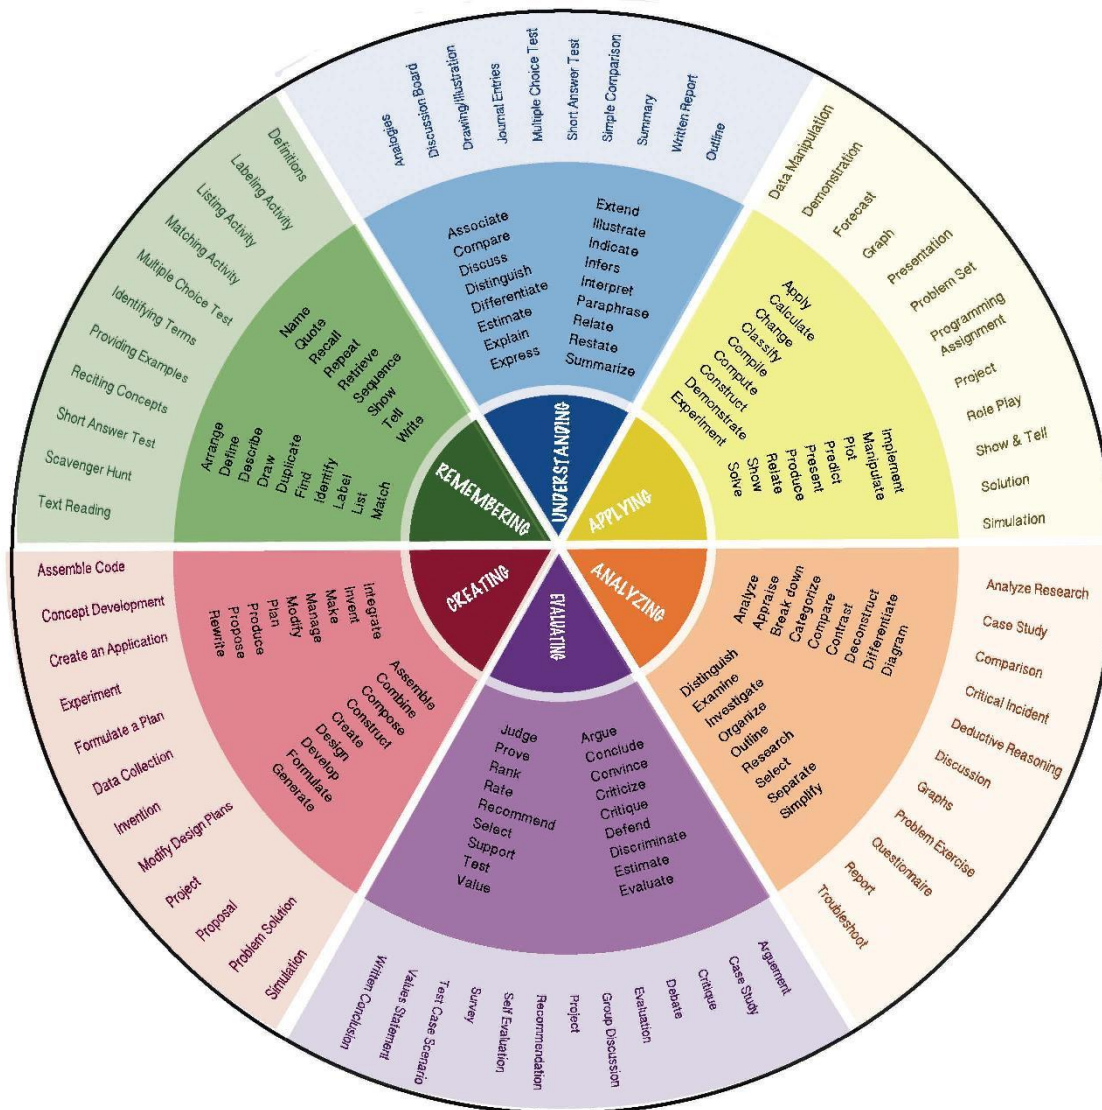 UNDERSTANDING
Analogies
Discussion Board
Drawing/Illustration
Journal Entries
Multiple Choice Test
Short Answer Test
Simple Comparison
Summary
Written Report
Outline
Associate
Compare
Discuss
Distinguish
Differentiate
Estimate
Explain
Express
Extend
Illustrate
Indicate
Infers
Interpret
Paraphrase
Relate
Restate
Summarize
APPLYING
Data Manipulation
Demonstration
Forecast
Graph
Presentation
Problem Set
Programming
Assignment
Project
Role Play
Show & Tell
Solution
Simulation
Apply
Calculate
Change
Classify
Compile
Compute
Construct
Demonstrate
Experiment
Implement
Manipulate
Plot
Predict
Present
Produce
Relate
Show
Solve
ANALYZING
Analyze Research
Case Study
Comparison
Critical Incident
Deductive Reasoning
Discussion
Graphs
Problem Exercise
Questionnaire
Report
Troubleshoot
Analyze
Appraise
Break down
Categorize
Compare
Contrast
Deconstruct
Differentiate
Diagram
Distinguish
Examine
Investigate
Organize
Outline
Research
Select
Separate
Simplify
EVALUATING
Arguement
Case Study
Critique
Debate
Evaluation
Group Discussion
Project
Recommendation
Self Evaluation
Survey
Test Case Scenario
Values Statement
Written Conclusion
Judge
Prove
Rank
Rate
Recommend
Select
Support
Test
Value
Argue
Conclude
Convince
Criticize
Critique
Defend
Discriminate
Estimate
Evaluate
CREATING
Assemble Code
Concept Development
Create an Application
Experiment
Formulate a Plan
Data Collection
Invention
Modify Design Plans
Project
Proposal
Problem Solution
Simulation
Integrate
Invent
Make
Manage
Modify
Plan
Produce
Propose
Rewrite
Assemble
Combine
Compose
Construct
Create
Design
Develop
Formulate
Generate
REMEMBERING
Definitions
Labeling Activity
Listing Activity
Matching Activity
Multiple Choice Test
Identifying Terms
Providing Examples
Reciting Concepts
Short Answer Test
Scavenger Hunt
Text Reading
Name
Quote
Recall
Repeat
Retrieve
Sequence
Show
Tell
Write
Arrange
Define
Describe
Draw
Duplicate
Find
Identify
Label
List
Match